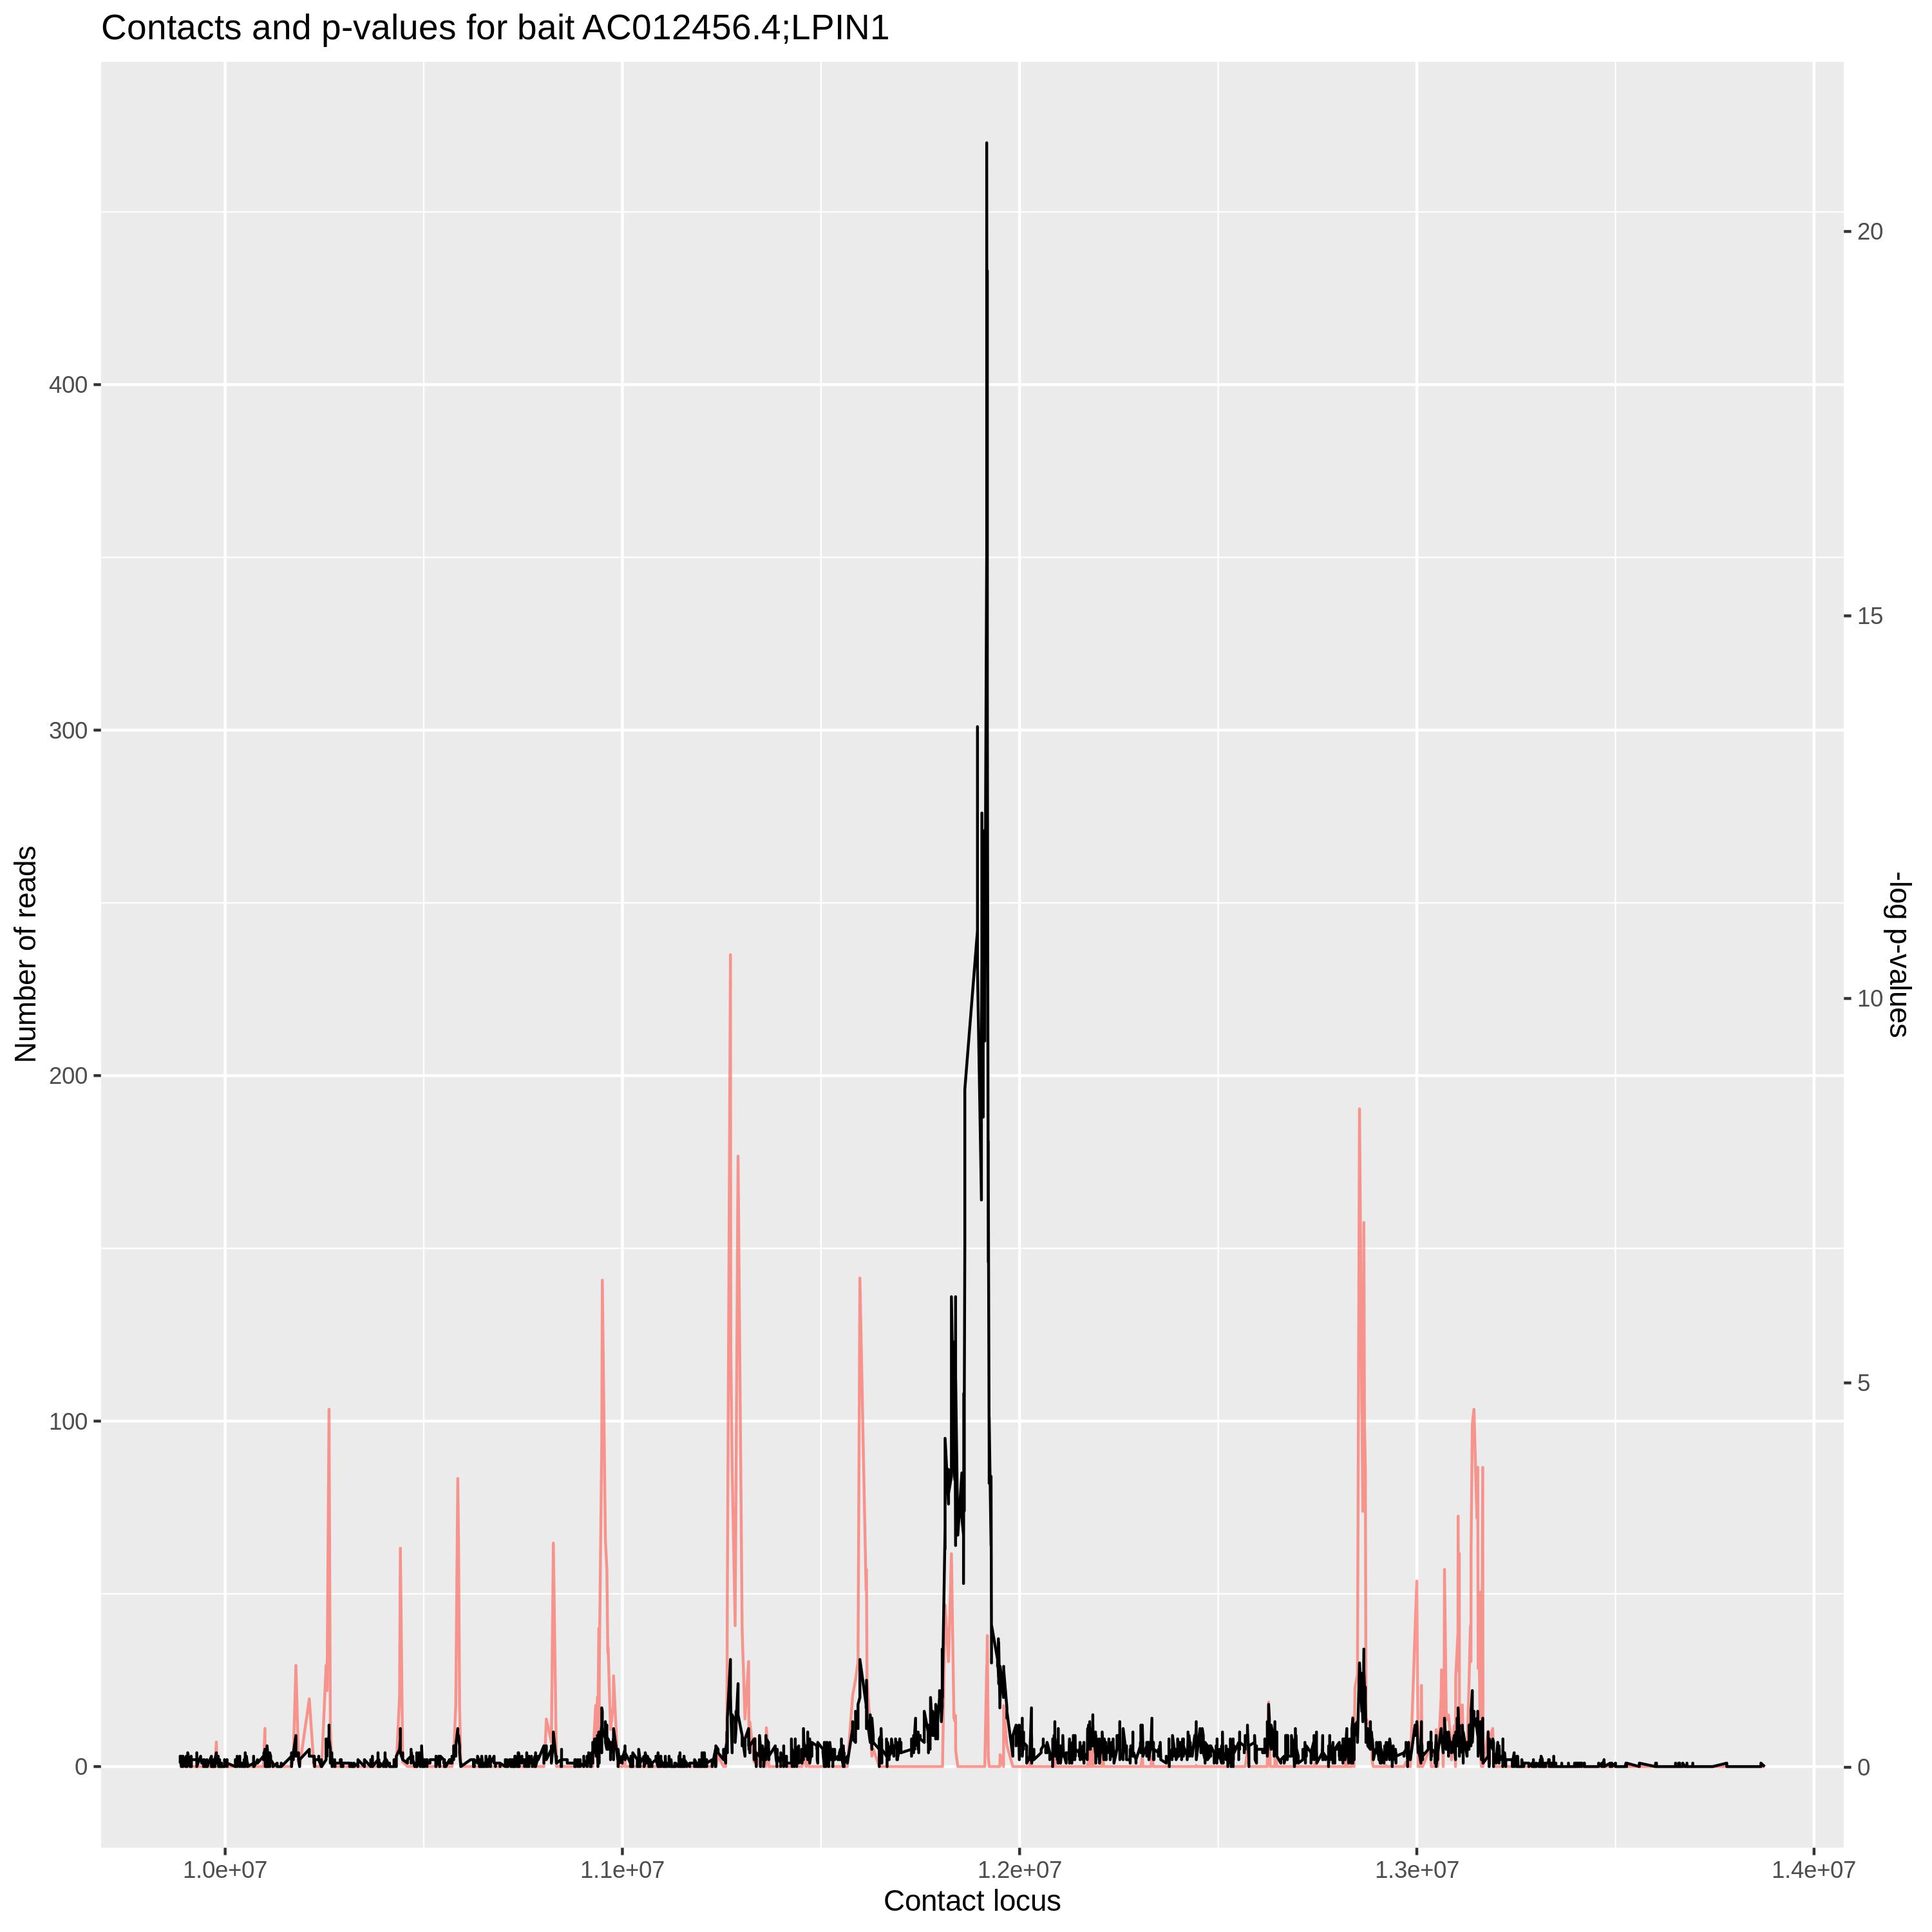 Contacts and p-values for bait AC012456.4;LPIN1
Number of reads
400
300
200
100
0
20
15
10
5
0
-log p-values
1.0e+07
1.1e+07
1.2e+07
1.3e+07
1.4e+07
Contact locus